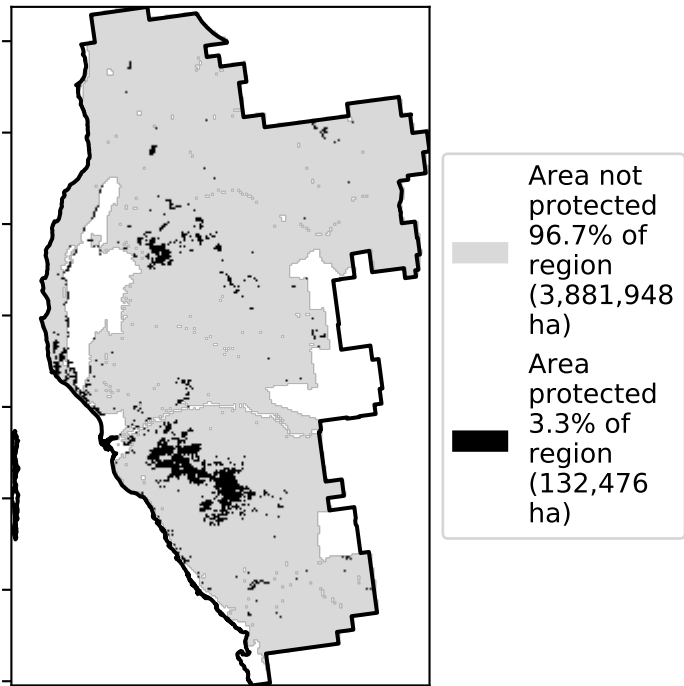 Area not
protected
96.7% of
region
(3,881,948
ha)
Area
protected
3.3% of
region
(132,476
ha)